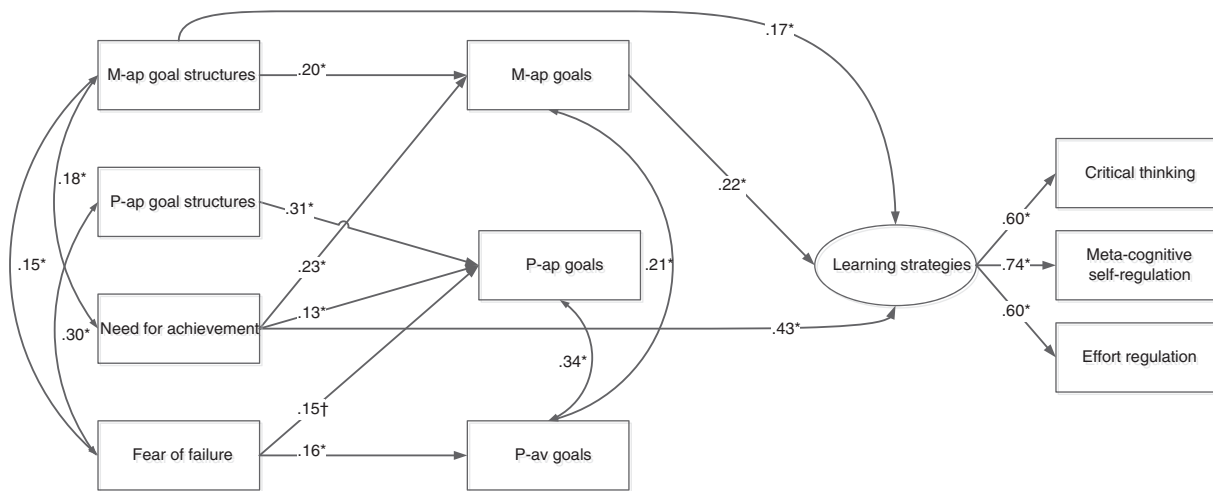 .17*
M-ap goal structures
.20*
M-ap goals
.18*
P-ap goal structures
.31*
.22*
Critical thinking
.60*
.15*
.23*
P-ap goals
.21*
Learning strategies
.74*
Meta-cognitive
self-regulation
.30*
Need for achievement
.13*
.43*
.60*
.34*
Effort regulation
.15†
Fear of failure
.16*
P-av goals